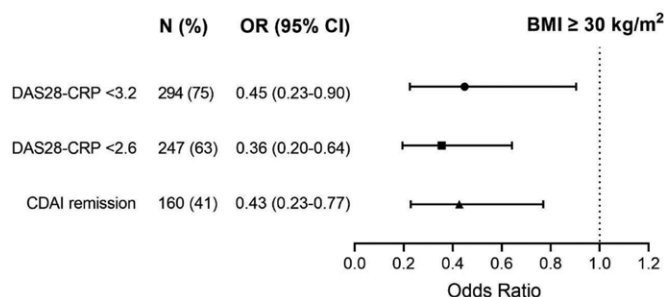 N (%) OR (95% CI) BMI ≥ 30 kg/m²
DAS28-CRP <3.2 294 (75) 0.45 (0.23-0.90)
DAS28-CRP <2.6 247 (63) 0.36 (0.20-0.64)
CDAI remission 160 (41) 0.43 (0.23-0.77)
0.0 0.2 0.4 0.6 0.8 1.0 1.2
Odds Ratio